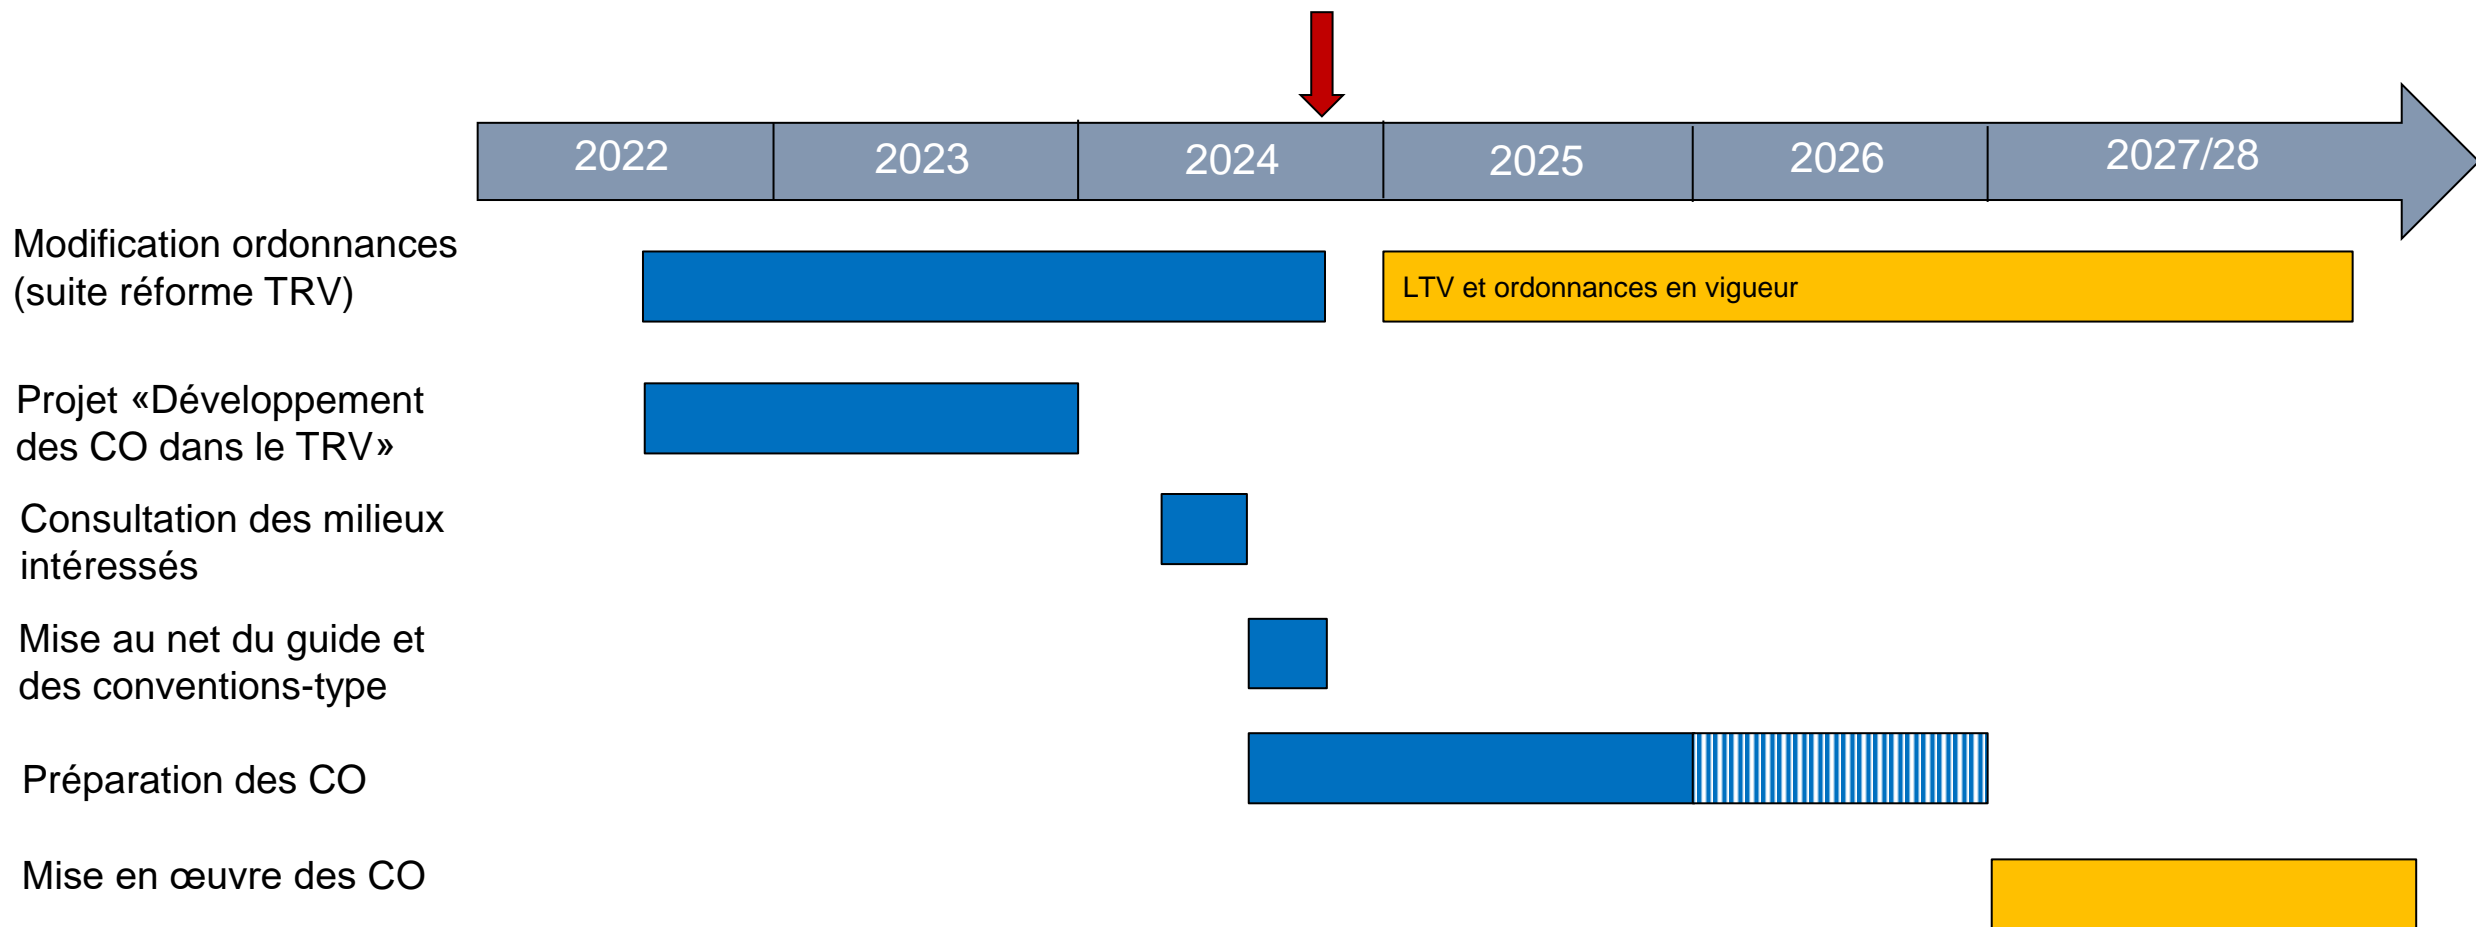 2022
2023
2024
2025
2026
2027/28
Modification ordonnances
(suite réforme TRV)
LTV et ordonnances en vigueur
Projet «Développement
des CO dans le TRV»
Consultation des milieux
intéressés
Mise au net du guide et
des conventions-type
Préparation des CO
Mise en œuvre des CO